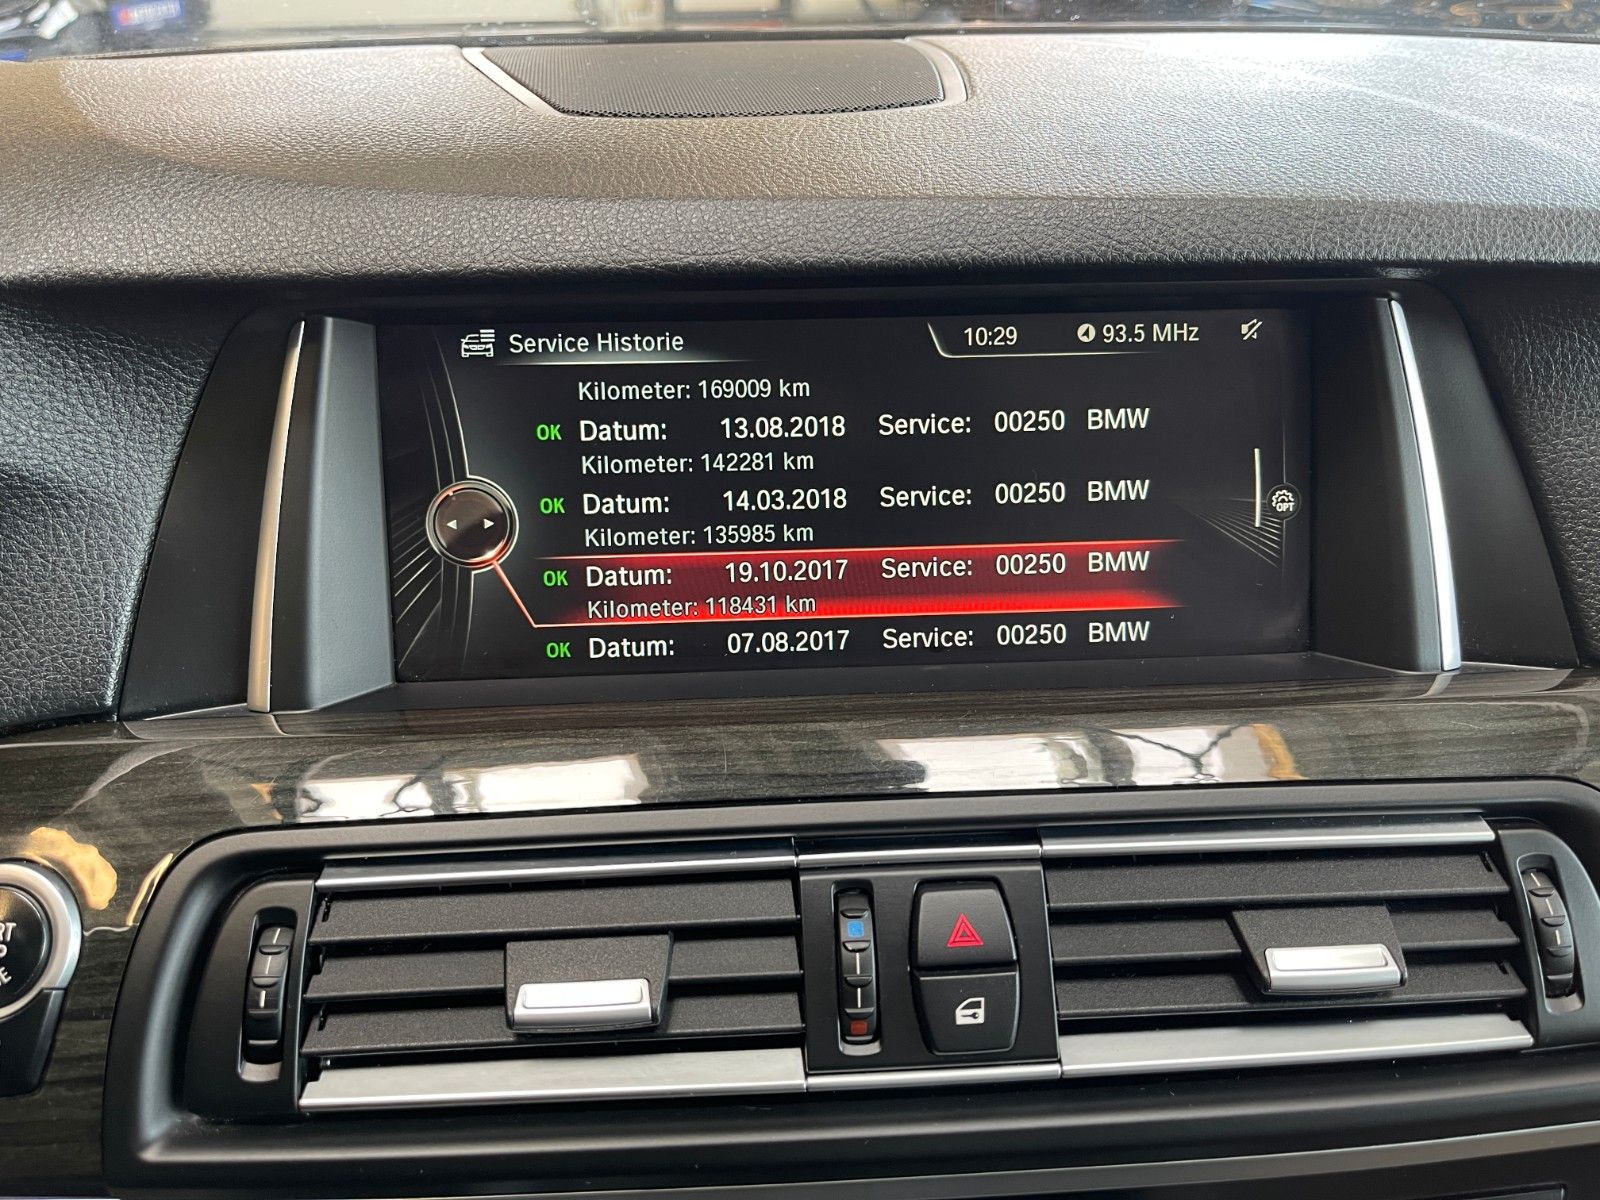 Service Historie
10:29
93.5 MHz
Kilometer: 169009 km
OK Datum: 13.08.2018 Service: 00250 BMW
Kilometer: 142281 km
OK Datum: 14.03.2018 Service: 00250 BMW
Kilometer: 135985 km
OPT
OK Datum: 19.10.2017 Service: 00250 BMW
Kilometer: 118431 km
OK Datum: 07.08.2017 Service: 00250 BMW